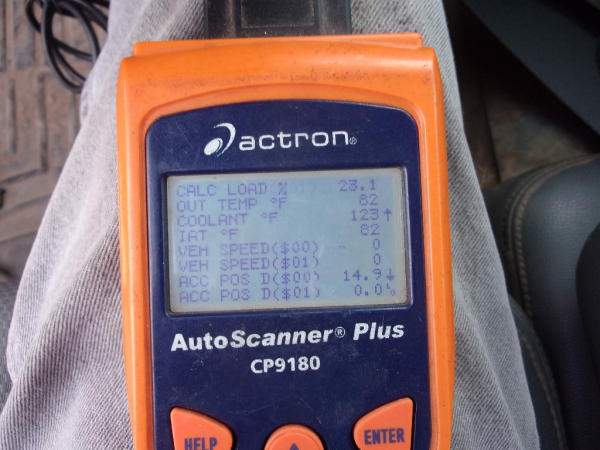 actron®
CALC LOAD % 23.1
OUT TEMP °F 82
COOLANT °F 123↑
IAT °F 82
VEH SPEED($00) 0
VEH SPEED($01) 0
ACC POS D($00) 14.9↓
ACC POS D($01) 0.0%
AutoScanner® Plus
CP9180
HELP
ENTER